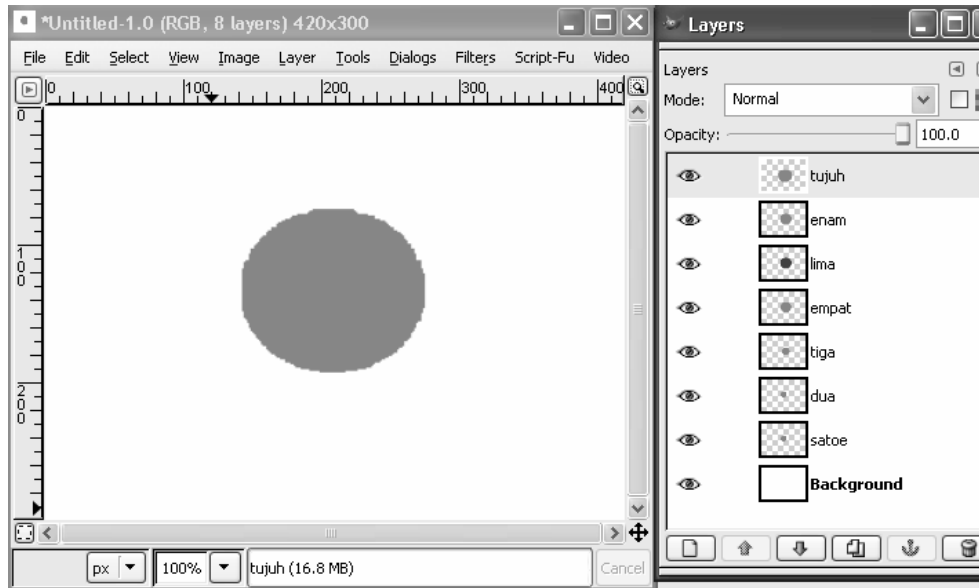 *Untitled-1.0 (RGB, 8 layers) 420x300
File Edit Select View Image Layer Tools Dialogs Filters Script-Fu Video
0 100 200 300 400
0
100
200
px 100% tujuh (16.8 MB) Cancel
Layers
Layers
Mode: Normal
Opacity: 100.0
tujuh
enam
lima
empat
tiga
dua
satoe
Background